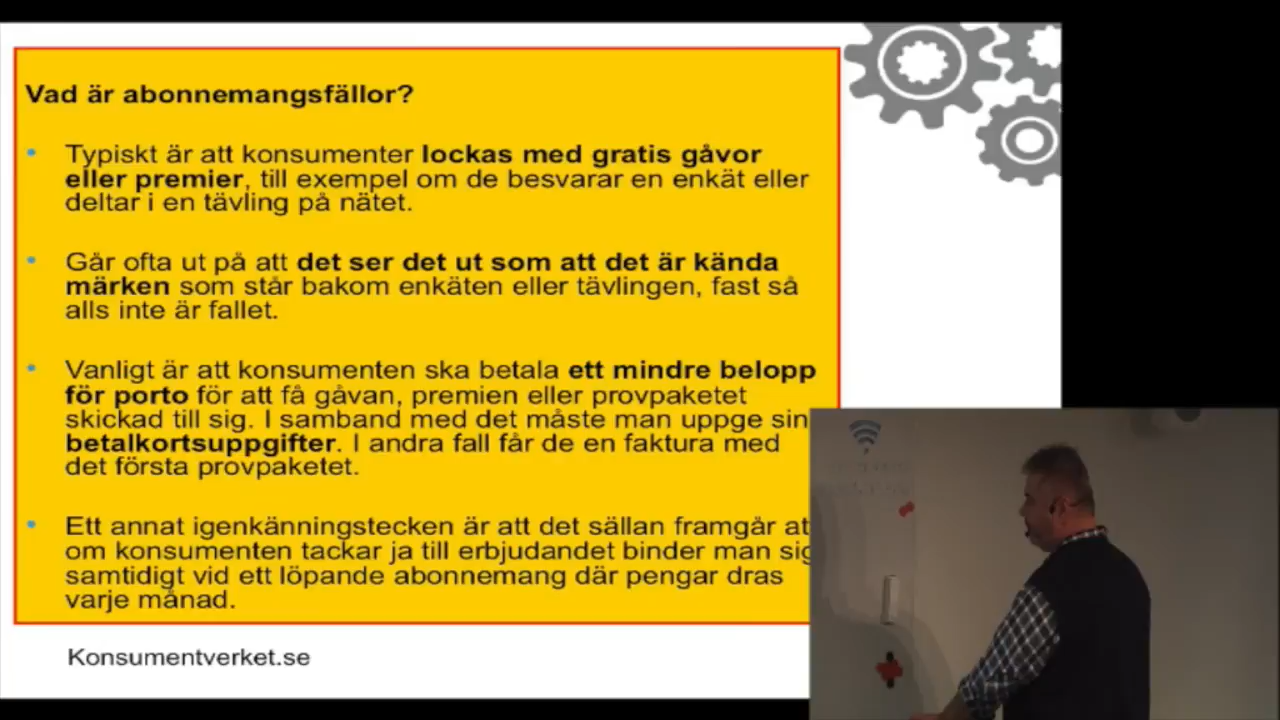 Vad är abonnemangsfällor?
• Typiskt är att konsumenter lockas med gratis gåvor
eller premier, till exempel om de besvarar en enkät eller
deltar i en tävling på nätet.
• Går ofta ut på att det ser det ut som att det är kända
märken som står bakom enkäten eller tävlingen, fast så
alls inte är fallet.
• Vanligt är att konsumenten ska betala ett mindre belopp
för porto för att få gåvan, premien eller provpaketet
skickad till sig. I samband med det måste man uppge sin
betalkortsuppgifter. I andra fall får de en faktura med
det första provpaketet.
• Ett annat igenkänningstecken är att det sällan framgår at
om konsumenten tackar ja till erbjudandet binder man sig
samtidigt vid ett löpande abonnemang där pengar dras
varje månad.
Konsumentverket.se